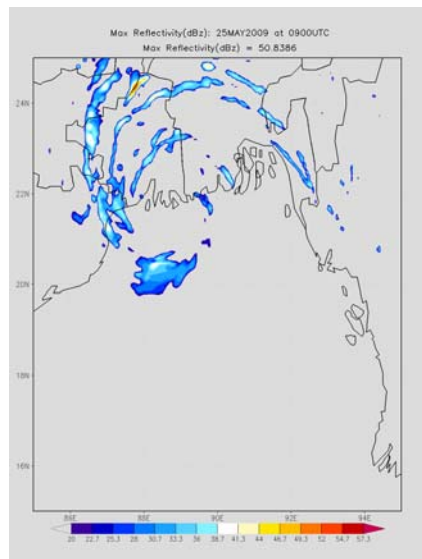 Max Reflectivity(dBz): 25MAY2009 at 0900UTC
Max Reflectivity(dBz) = 50.8386
24N
22N
20N
18N
16N
86E 88E 90E 92E 94E
20 22.7 25.3 28 30.7 33.3 36 38.7 41.3 44 46.7 49.3 52 54.7 57.3